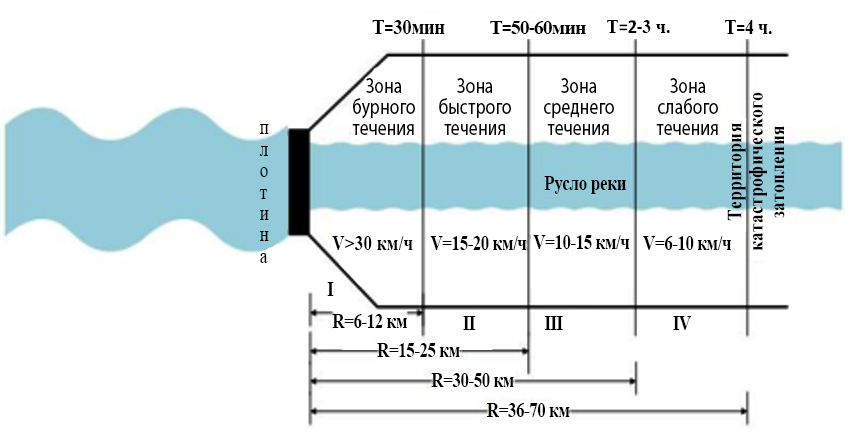 T=30мин
T=50-60мин
T=2-3 ч.
T=4 ч.
плотина
Зона
бурного
течения
Зона
быстрого
течения
Зона
среднего
течения
Зона
слабого
течения
Территория
катастрофического
затопления
Русло реки
V>30 км/ч
V=15-20 км/ч
V=10-15 км/ч
V=6-10 км/ч
I
II
III
IV
R=6-12 км
R=15-25 км
R=30-50 км
R=36-70 км